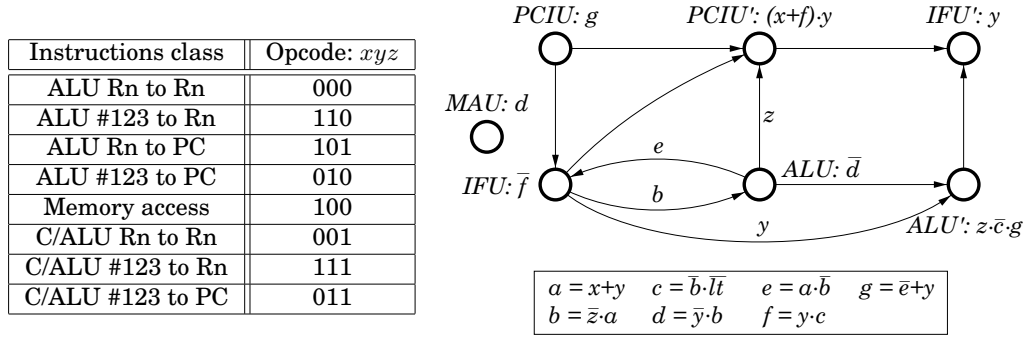 Instructions class Opcode: xyz
ALU Rn to Rn 000
ALU #123 to Rn 110
ALU Rn to PC 101
ALU #123 to PC 010
Memory access 100
C/ALU Rn to Rn 001
C/ALU #123 to Rn 111
C/ALU #123 to PC 011
PCIU: g PCIU': (x+f)·y IFU': y
MAU: d
z
e
IFU: f̅ ALU: d̅
b
y ALU': z·c̅·g
a = x+y c = b̅·l̅t̅ e = a·b̅ g = e̅+y
b = z̅·a d = y̅·b f = y·c